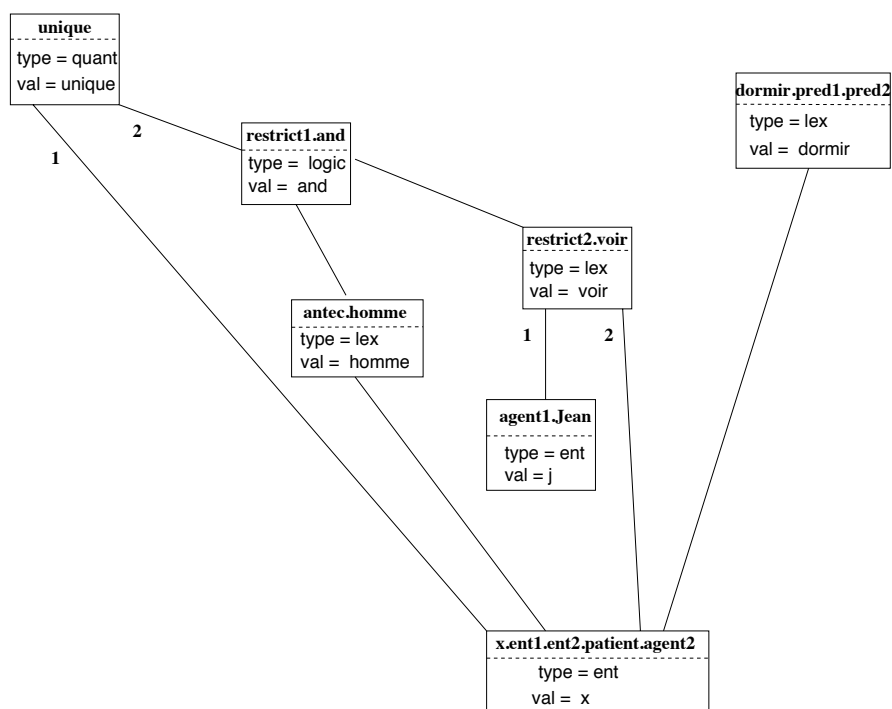 unique
type = quant
val = unique
1
2
restrict1.and
type = logic
val = and
dormir.pred1.pred2
type = lex
val = dormir
restrict2.voir
type = lex
val = voir
antec.homme
type = lex
val = homme
1
2
agent1.Jean
type = ent
val = j
x.ent1.ent2.patient.agent2
type = ent
val = x